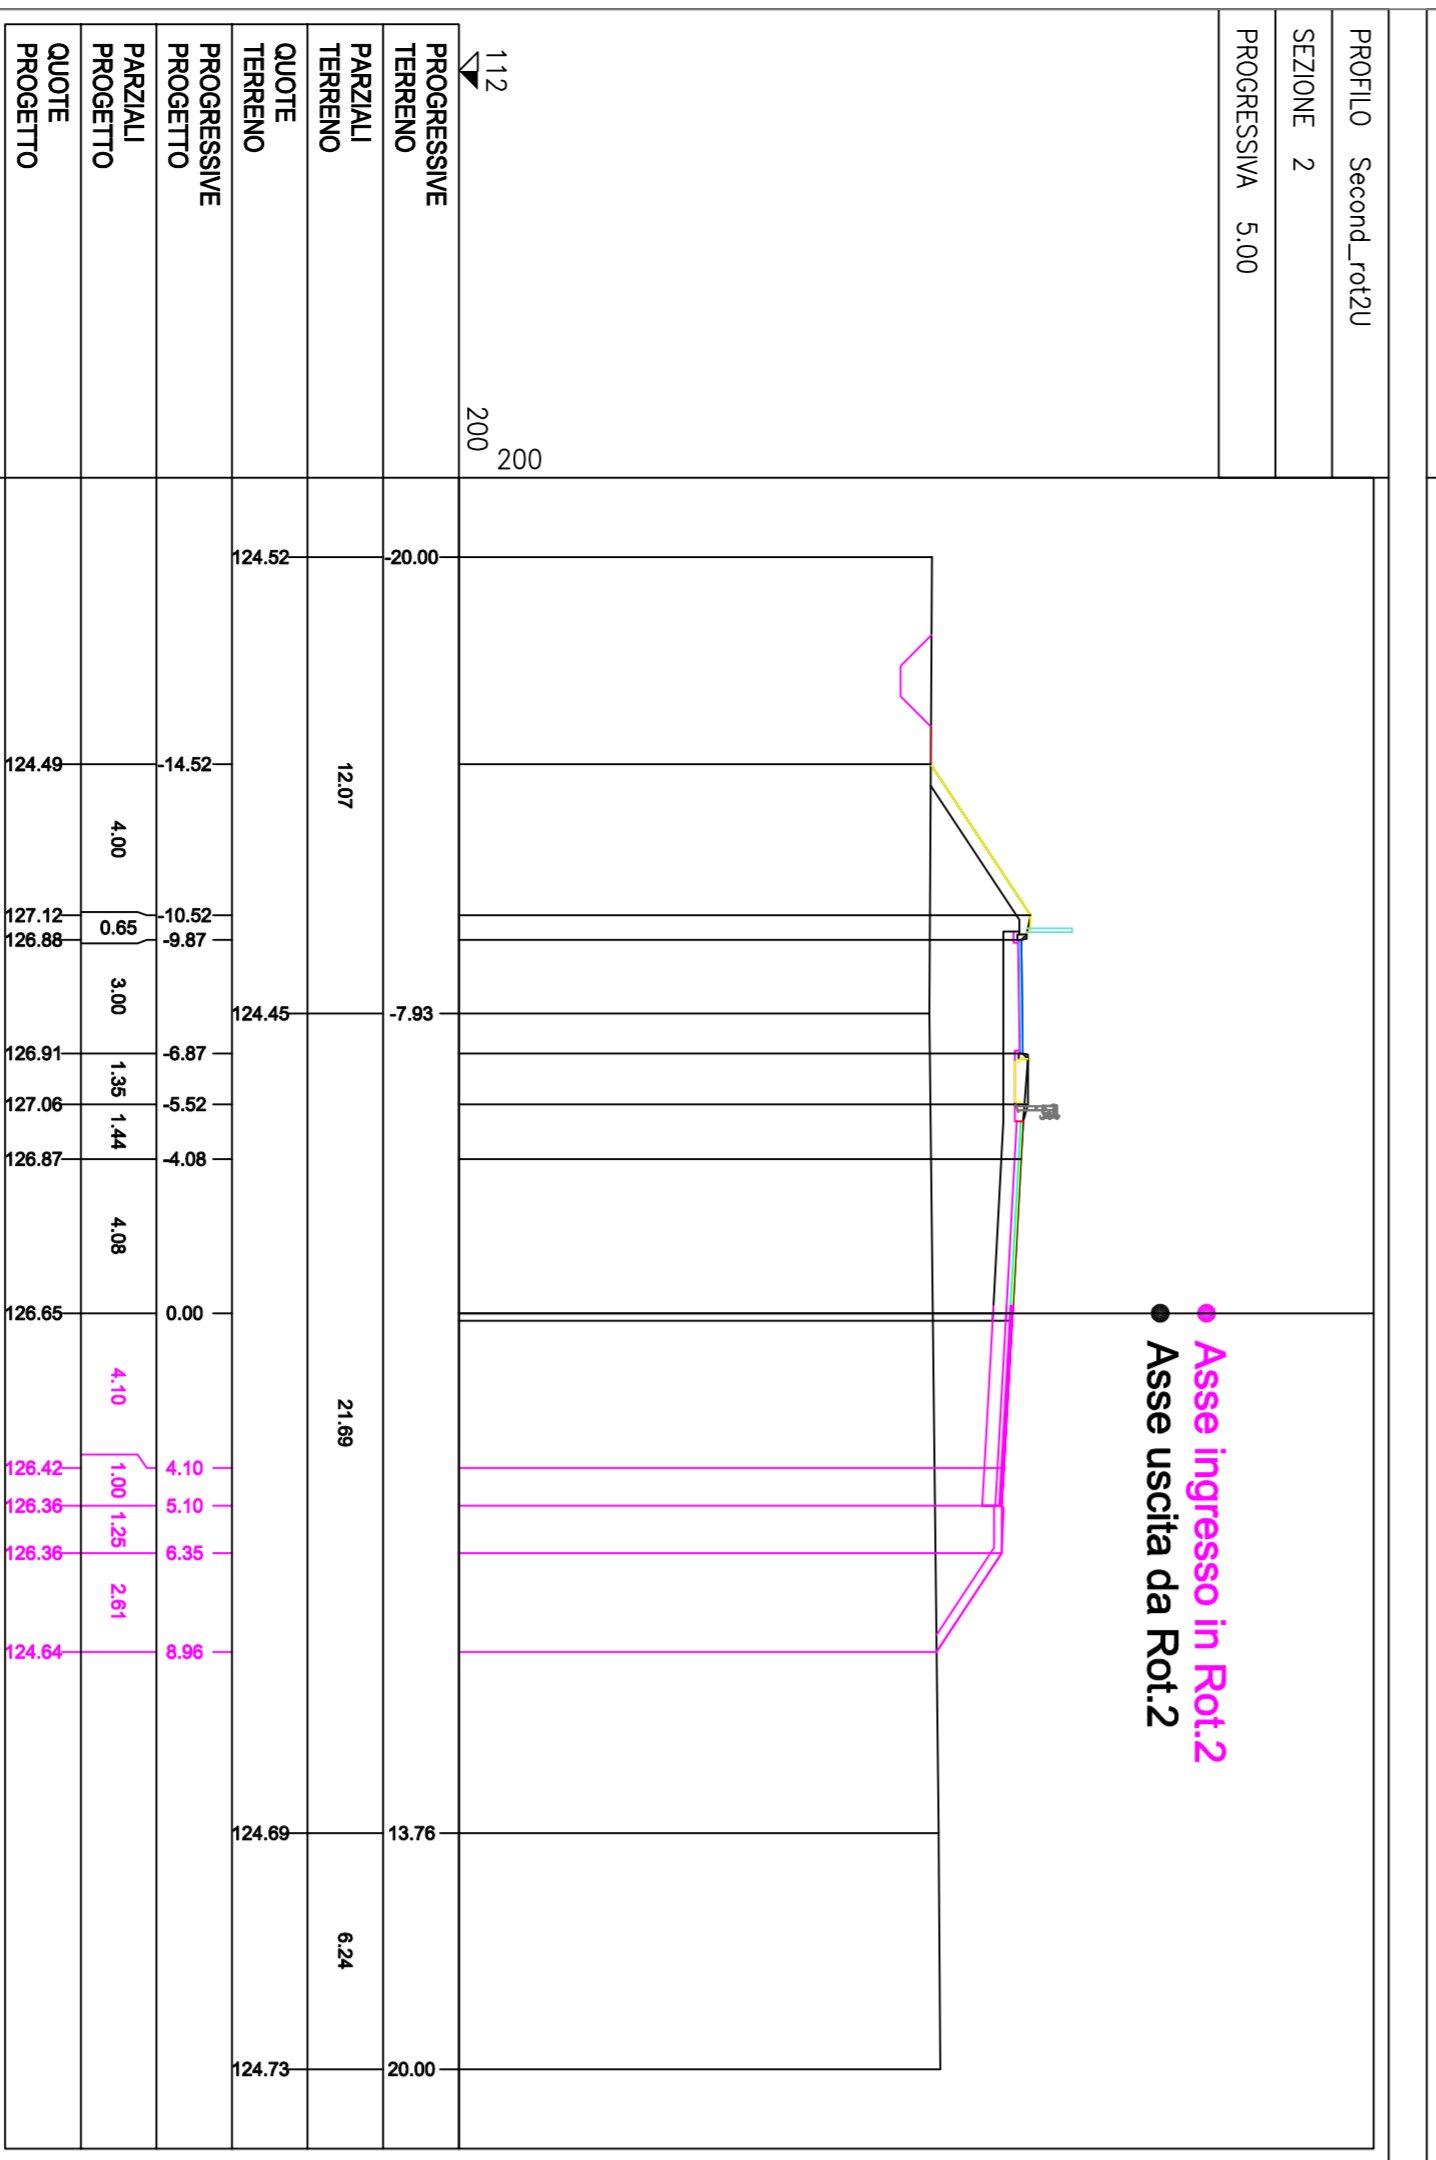 PROFILO Second_rot2U
SEZIONE 2
PROGRESSIVA 5.00
Asse ingresso in Rot.2
Asse uscita da Rot.2
112
200
200
PROGRESSIVE TERRENO
-20.00 -7.93 13.76 20.00
PARZIALI TERRENO
12.07 21.69 6.24
QUOTE TERRENO
124.52 124.45 124.69 124.73
PROGRESSIVE PROGETTO
-14.52 -10.52 -9.87 -6.87 -5.52 -4.08 0.00 4.10 5.10 6.35 8.96
PARZIALI PROGETTO
4.00 0.65 3.00 1.35 1.44 4.08 4.10 1.00 1.25 2.61
QUOTE PROGETTO
124.49 127.12 126.88 126.91 127.06 126.87 126.65 126.42 126.36 126.36 124.64